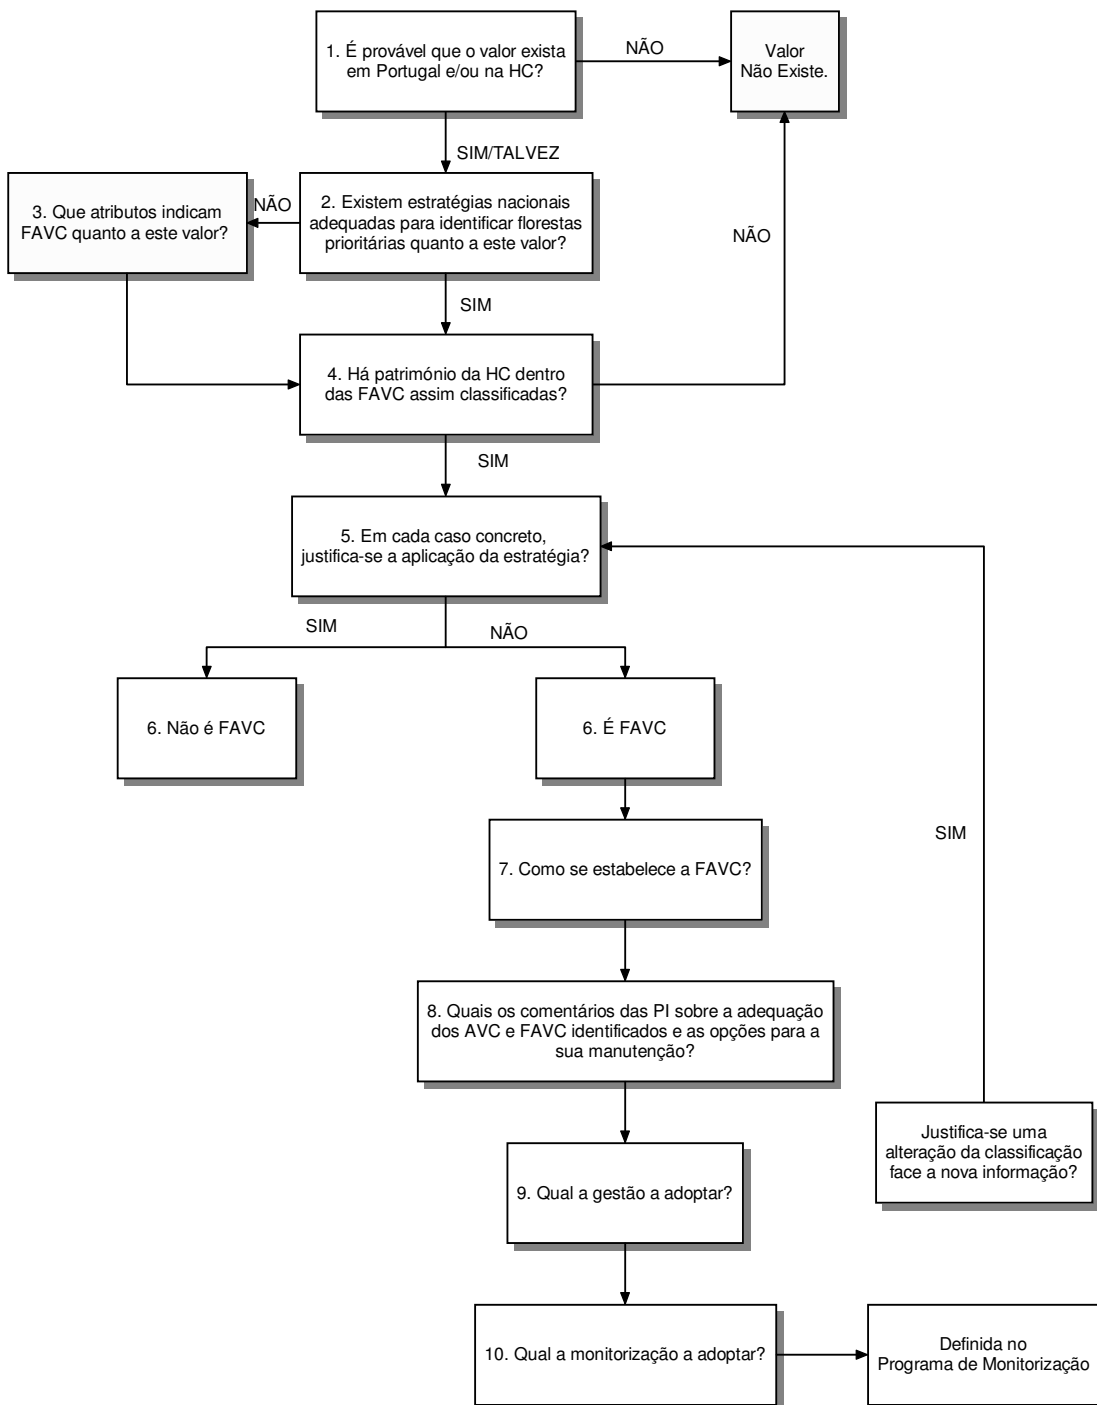 1. É provável que o valor exista
em Portugal e/ou na HC?
NÃO
Valor
Não Existe.
SIM/TALVEZ
3. Que atributos indicam
FAVC quanto a este valor?
NÃO
2. Existem estratégias nacionais
adequadas para identificar florestas
prioritárias quanto a este valor?
NÃO
SIM
4. Há património da HC dentro
das FAVC assim classificadas?
SIM
5. Em cada caso concreto,
justifica-se a aplicação da estratégia?
SIM
NÃO
6. Não é FAVC
6. É FAVC
7. Como se estabelece a FAVC?
SIM
8. Quais os comentários das PI sobre a adequação
dos AVC e FAVC identificados e as opções para a
sua manutenção?
Justifica-se uma
alteração da classificação
face a nova informação?
9. Qual a gestão a adoptar?
10. Qual a monitorização a adoptar?
Definida no
Programa de Monitorização